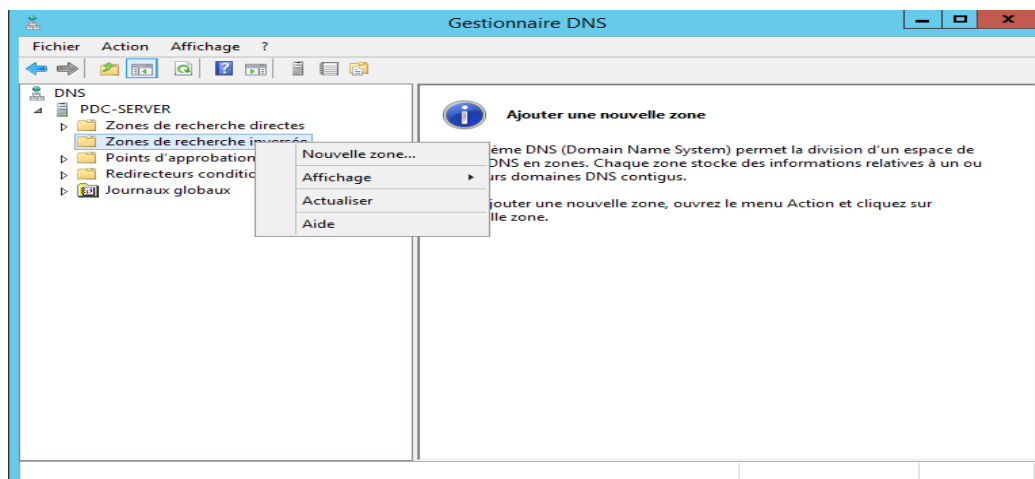 Gestionnaire DNS
Fichier Action Affichage ?
DNS
PDC-SERVER
Zones de recherche directes
Zones de recherche inversée
Points d'approbation
Redirecteurs conditic
Journaux globaux
Nouvelle zone...
Affichage
Actualiser
Aide
Ajouter une nouvelle zone
ème DNS (Domain Name System) permet la division d'un espace de
DNS en zones. Chaque zone stocke des informations relatives à un ou
urs domaines DNS contigus.
jouter une nouvelle zone, ouvrez le menu Action et cliquez sur
lle zone.